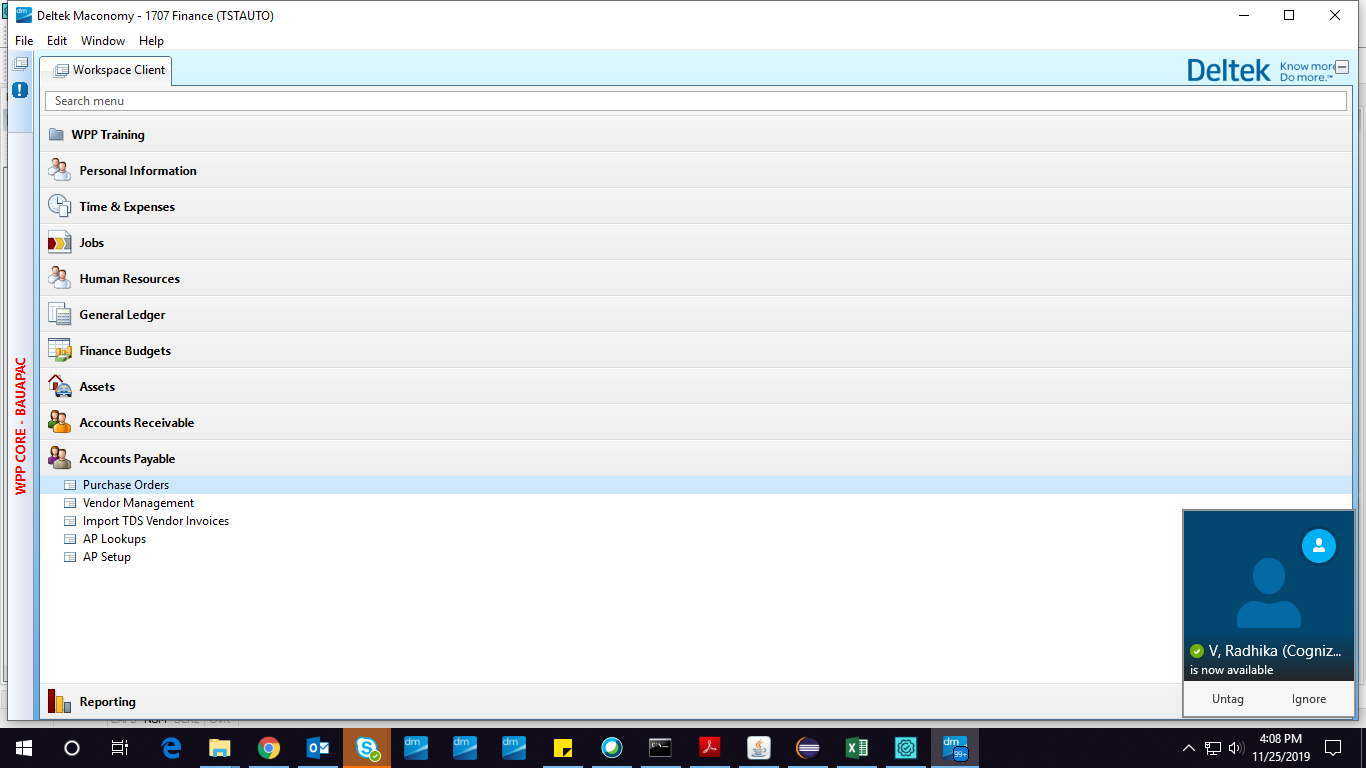 Deltek Maconomy - 1707 Finance (TSTAUTO)
File Edit Window Help
Workspace Client
Deltek Know more
Do more.™
Search menu
WPP Training
Personal Information
Time & Expenses
Jobs
Human Resources
General Ledger
Finance Budgets
Assets
Accounts Receivable
Accounts Payable
Purchase Orders
Vendor Management
Import TDS Vendor Invoices
AP Lookups
AP Setup
Reporting
WPP CORE - BAUAPAC
V, Radhika (Cogniz...
is now available
Untag Ignore
4:08 PM
11/25/2019
dm
99+